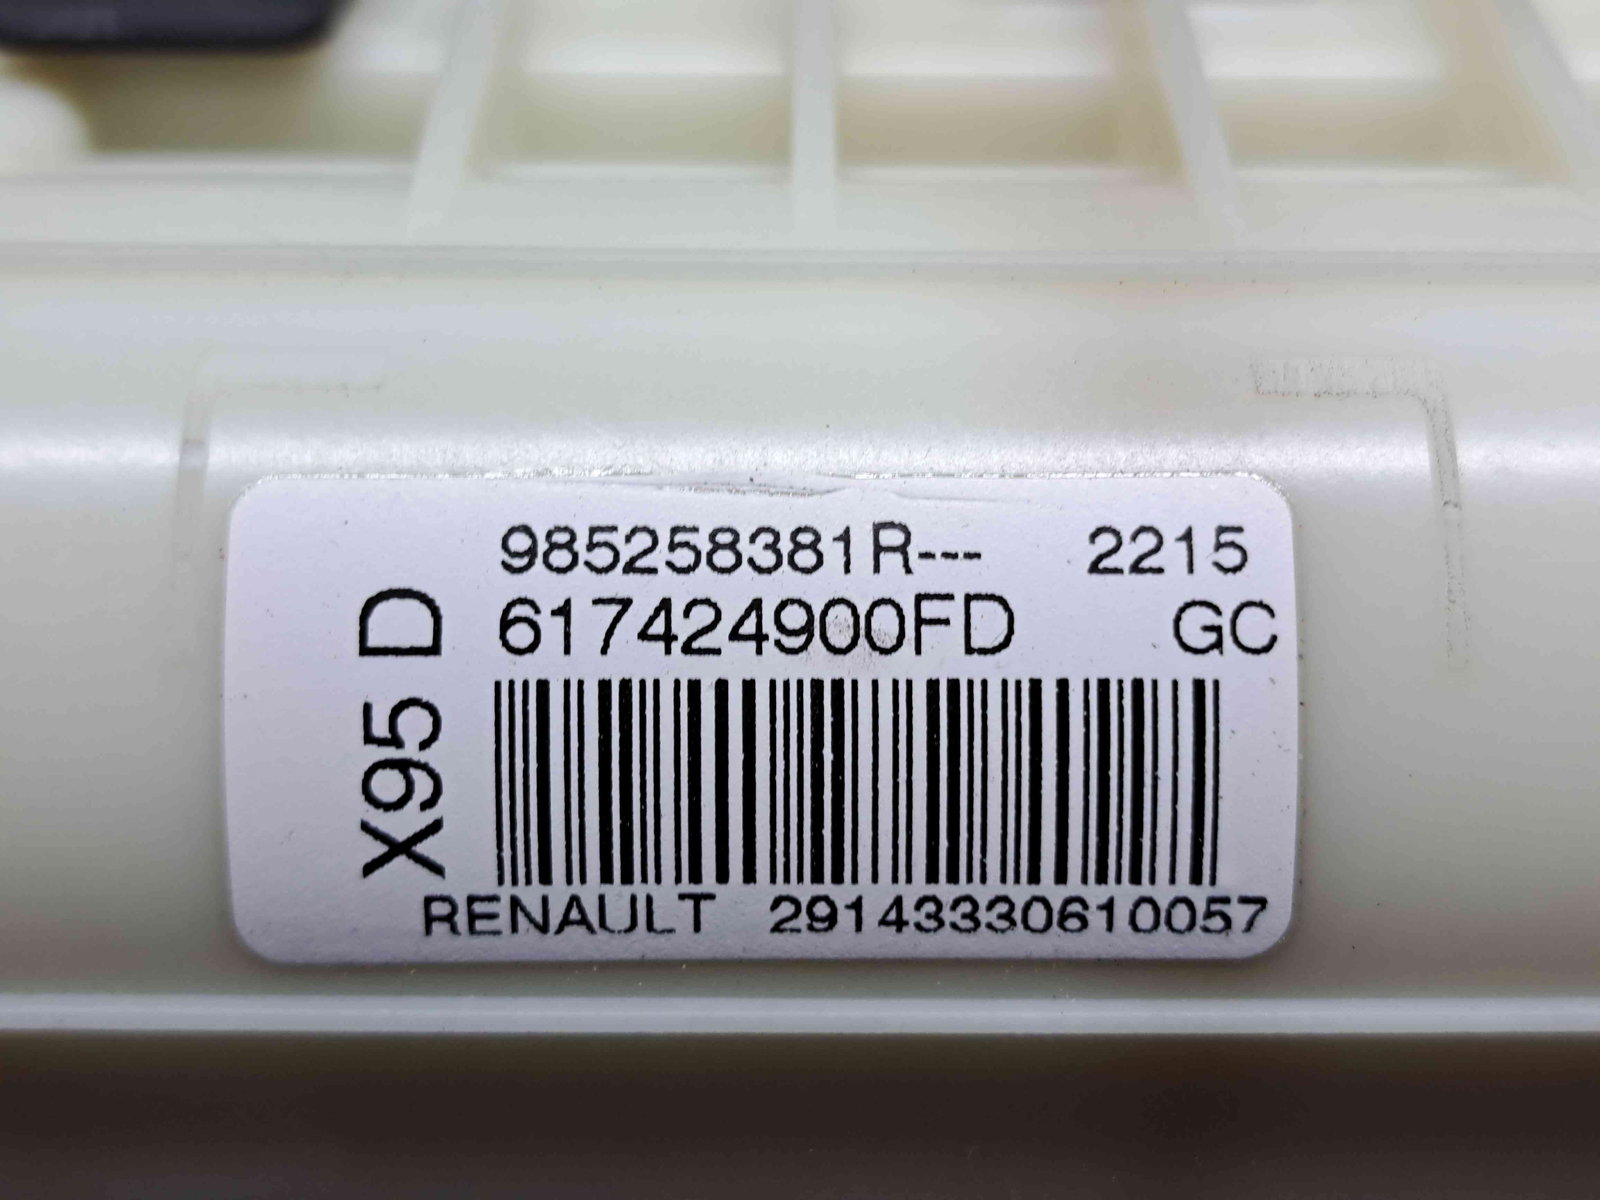 985258381R--- 2215
617424900FD GC
X95 D
RENAULT 29143330610057